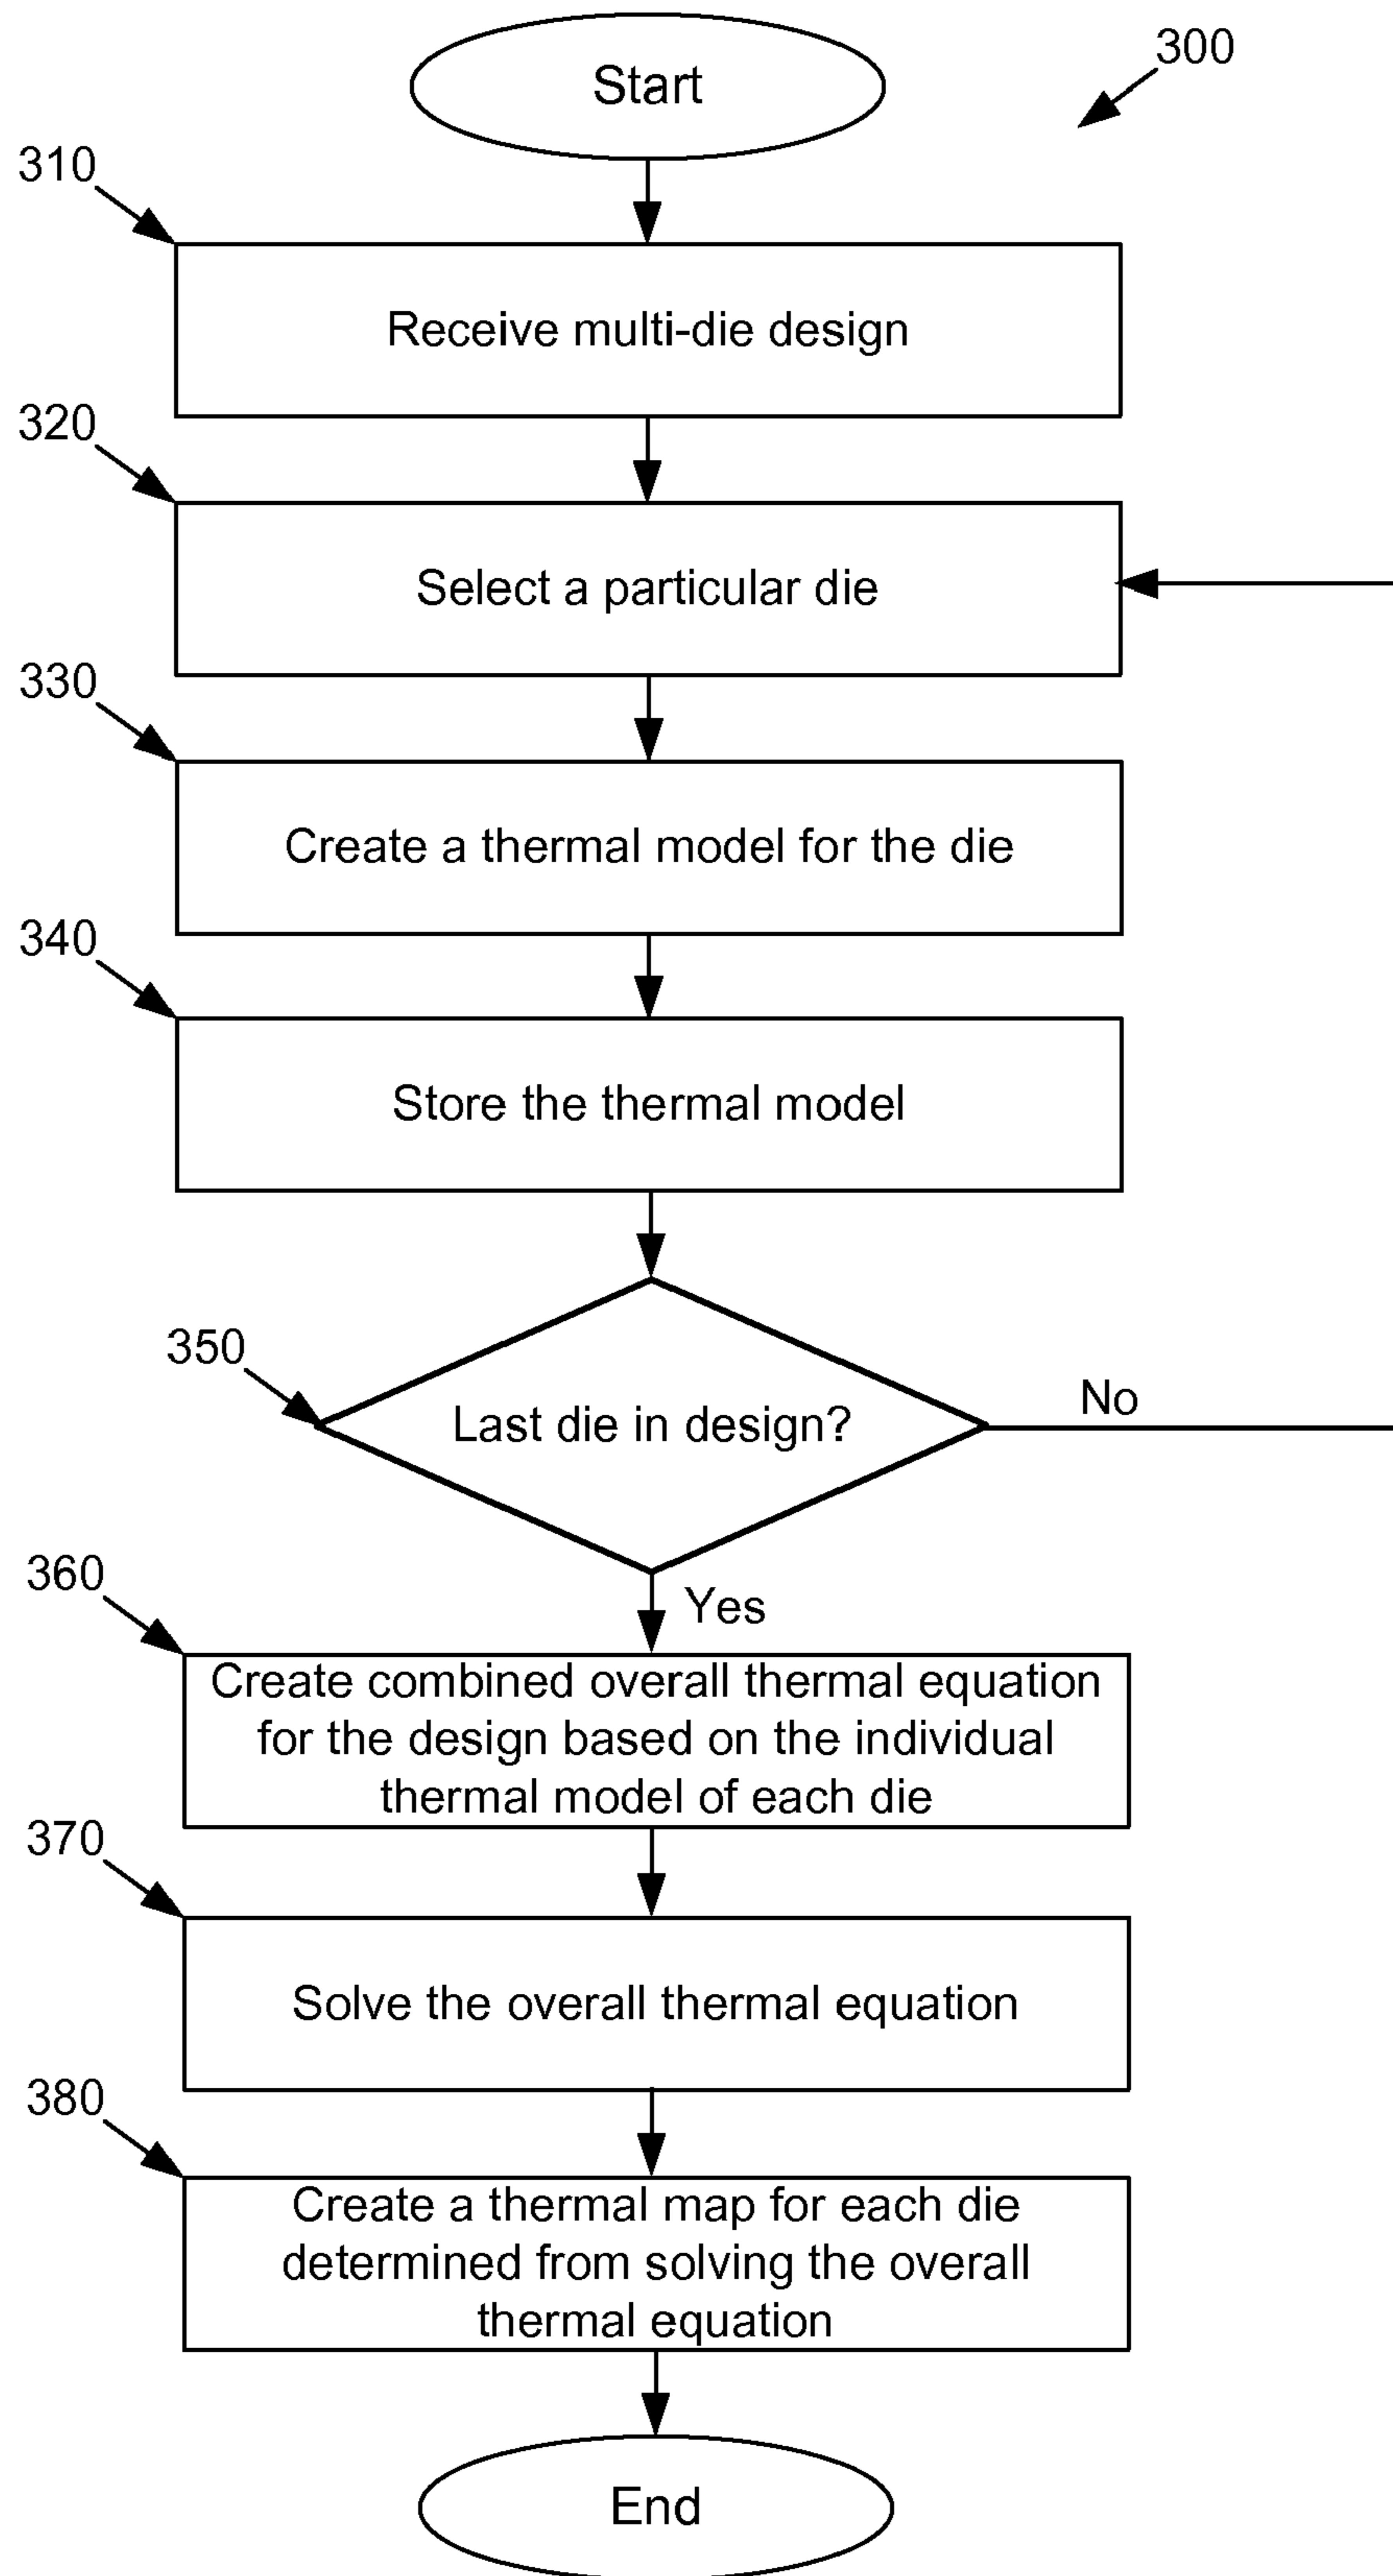 Start
300
310
Receive multi-die design
320
Select a particular die
330
Create a thermal model for the die
340
Store the thermal model
350
Last die in design?
No
Yes
360
Create combined overall thermal equation
for the design based on the individual
thermal model of each die
370
Solve the overall thermal equation
380
Create a thermal map for each die
determined from solving the overall
thermal equation
End